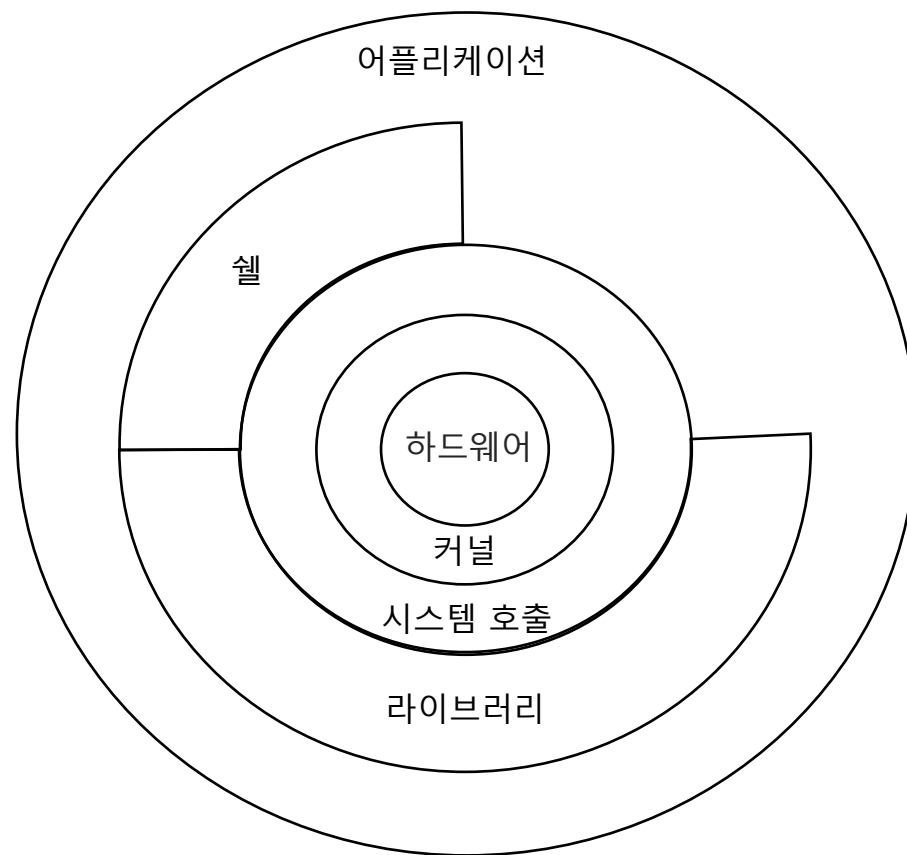 어플리케이션
쉘
하드웨어
커널
시스템 호출
라이브러리